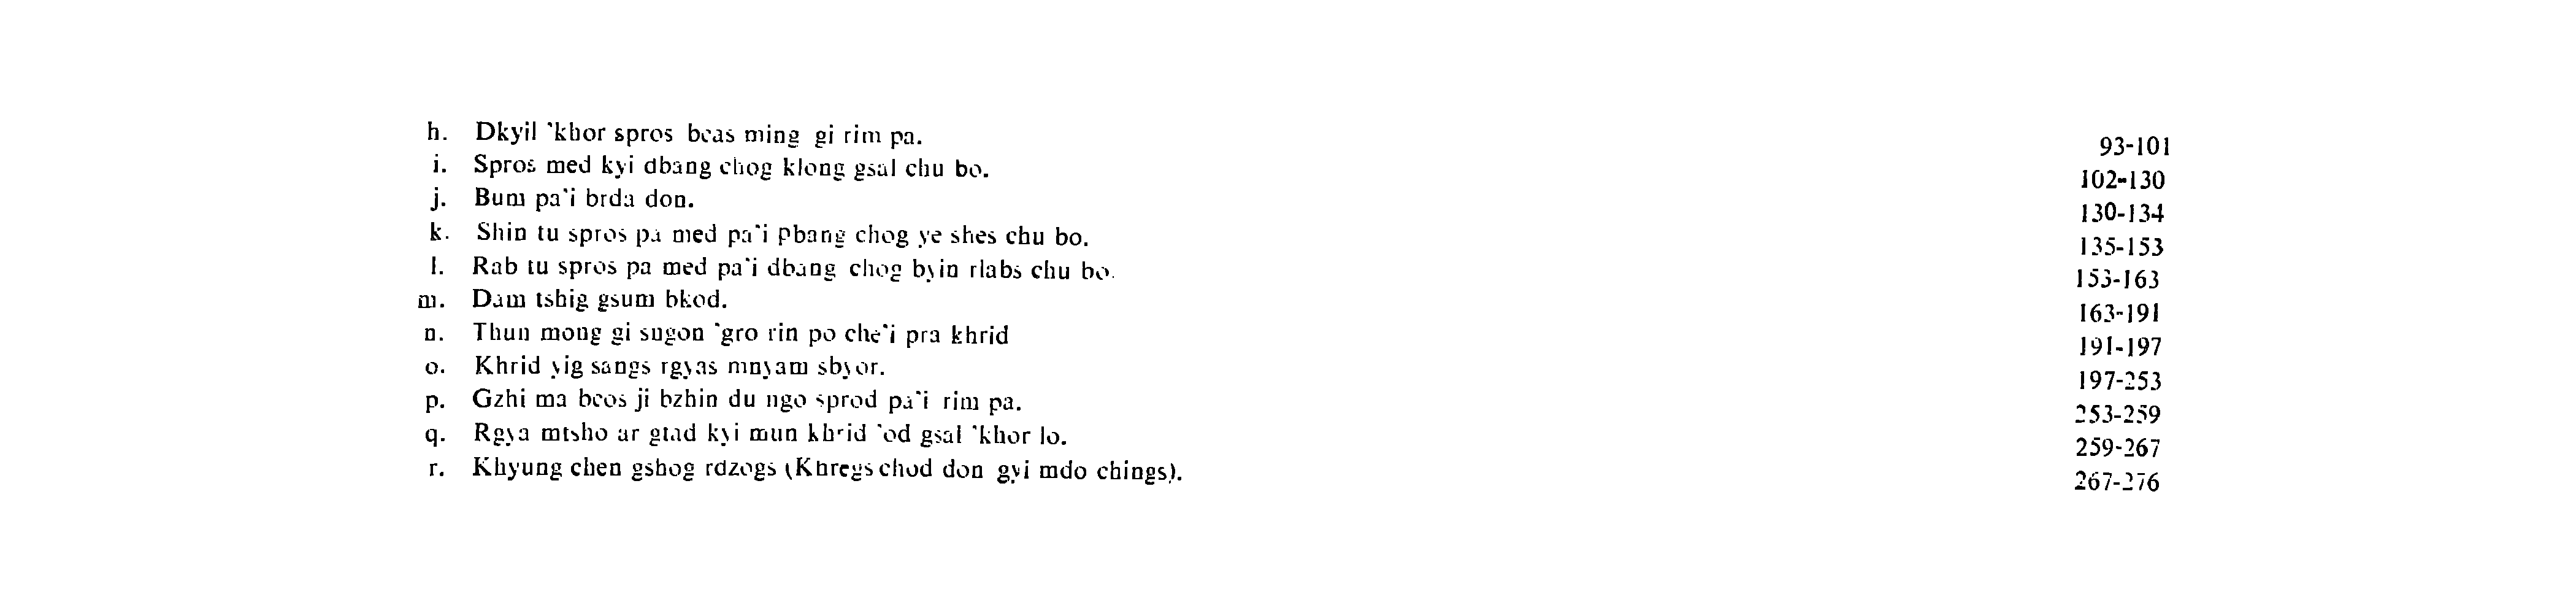 h. Dkyil 'khor spros bcas ming gi rim pa. 93-101
i. Spros med kyi dbang chog klong gsal chu bo. 102-130
j. Bum pa'i brda don. 130-134
k. Shin tu spros pa med pa'i Pbang chog ye shes chu bo. 135-153
l. Rab tu spros pa med pa'i dbang chog byin rlabs chu bo. 153-163
m. Dam tshig gsum bkod. 163-191
n. Thun mong gi sugon 'gro rin po che'i pra khrid 191-197
o. Khrid yig sangs rgyas mnyam sbyor. 197-253
p. Gzhi ma bcos ji bzhin du ngo sprod pa'i rim pa. 253-259
q. Rgya mtsho ar gtad kyi mun khrid 'od gsal 'khor lo. 259-267
r. Khyung chen gshog rdzogs (Khregs chod don gyi mdo chings). 267-276